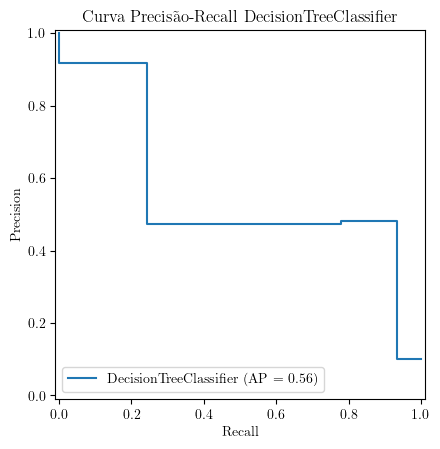 Curva Precisão-Recall DecisionTreeClassifier
1.0
0.8
0.6
0.4
0.2
0.0
Precision
DecisionTreeClassifier (AP = 0.56)
0.0 0.2 0.4 0.6 0.8 1.0
Recall